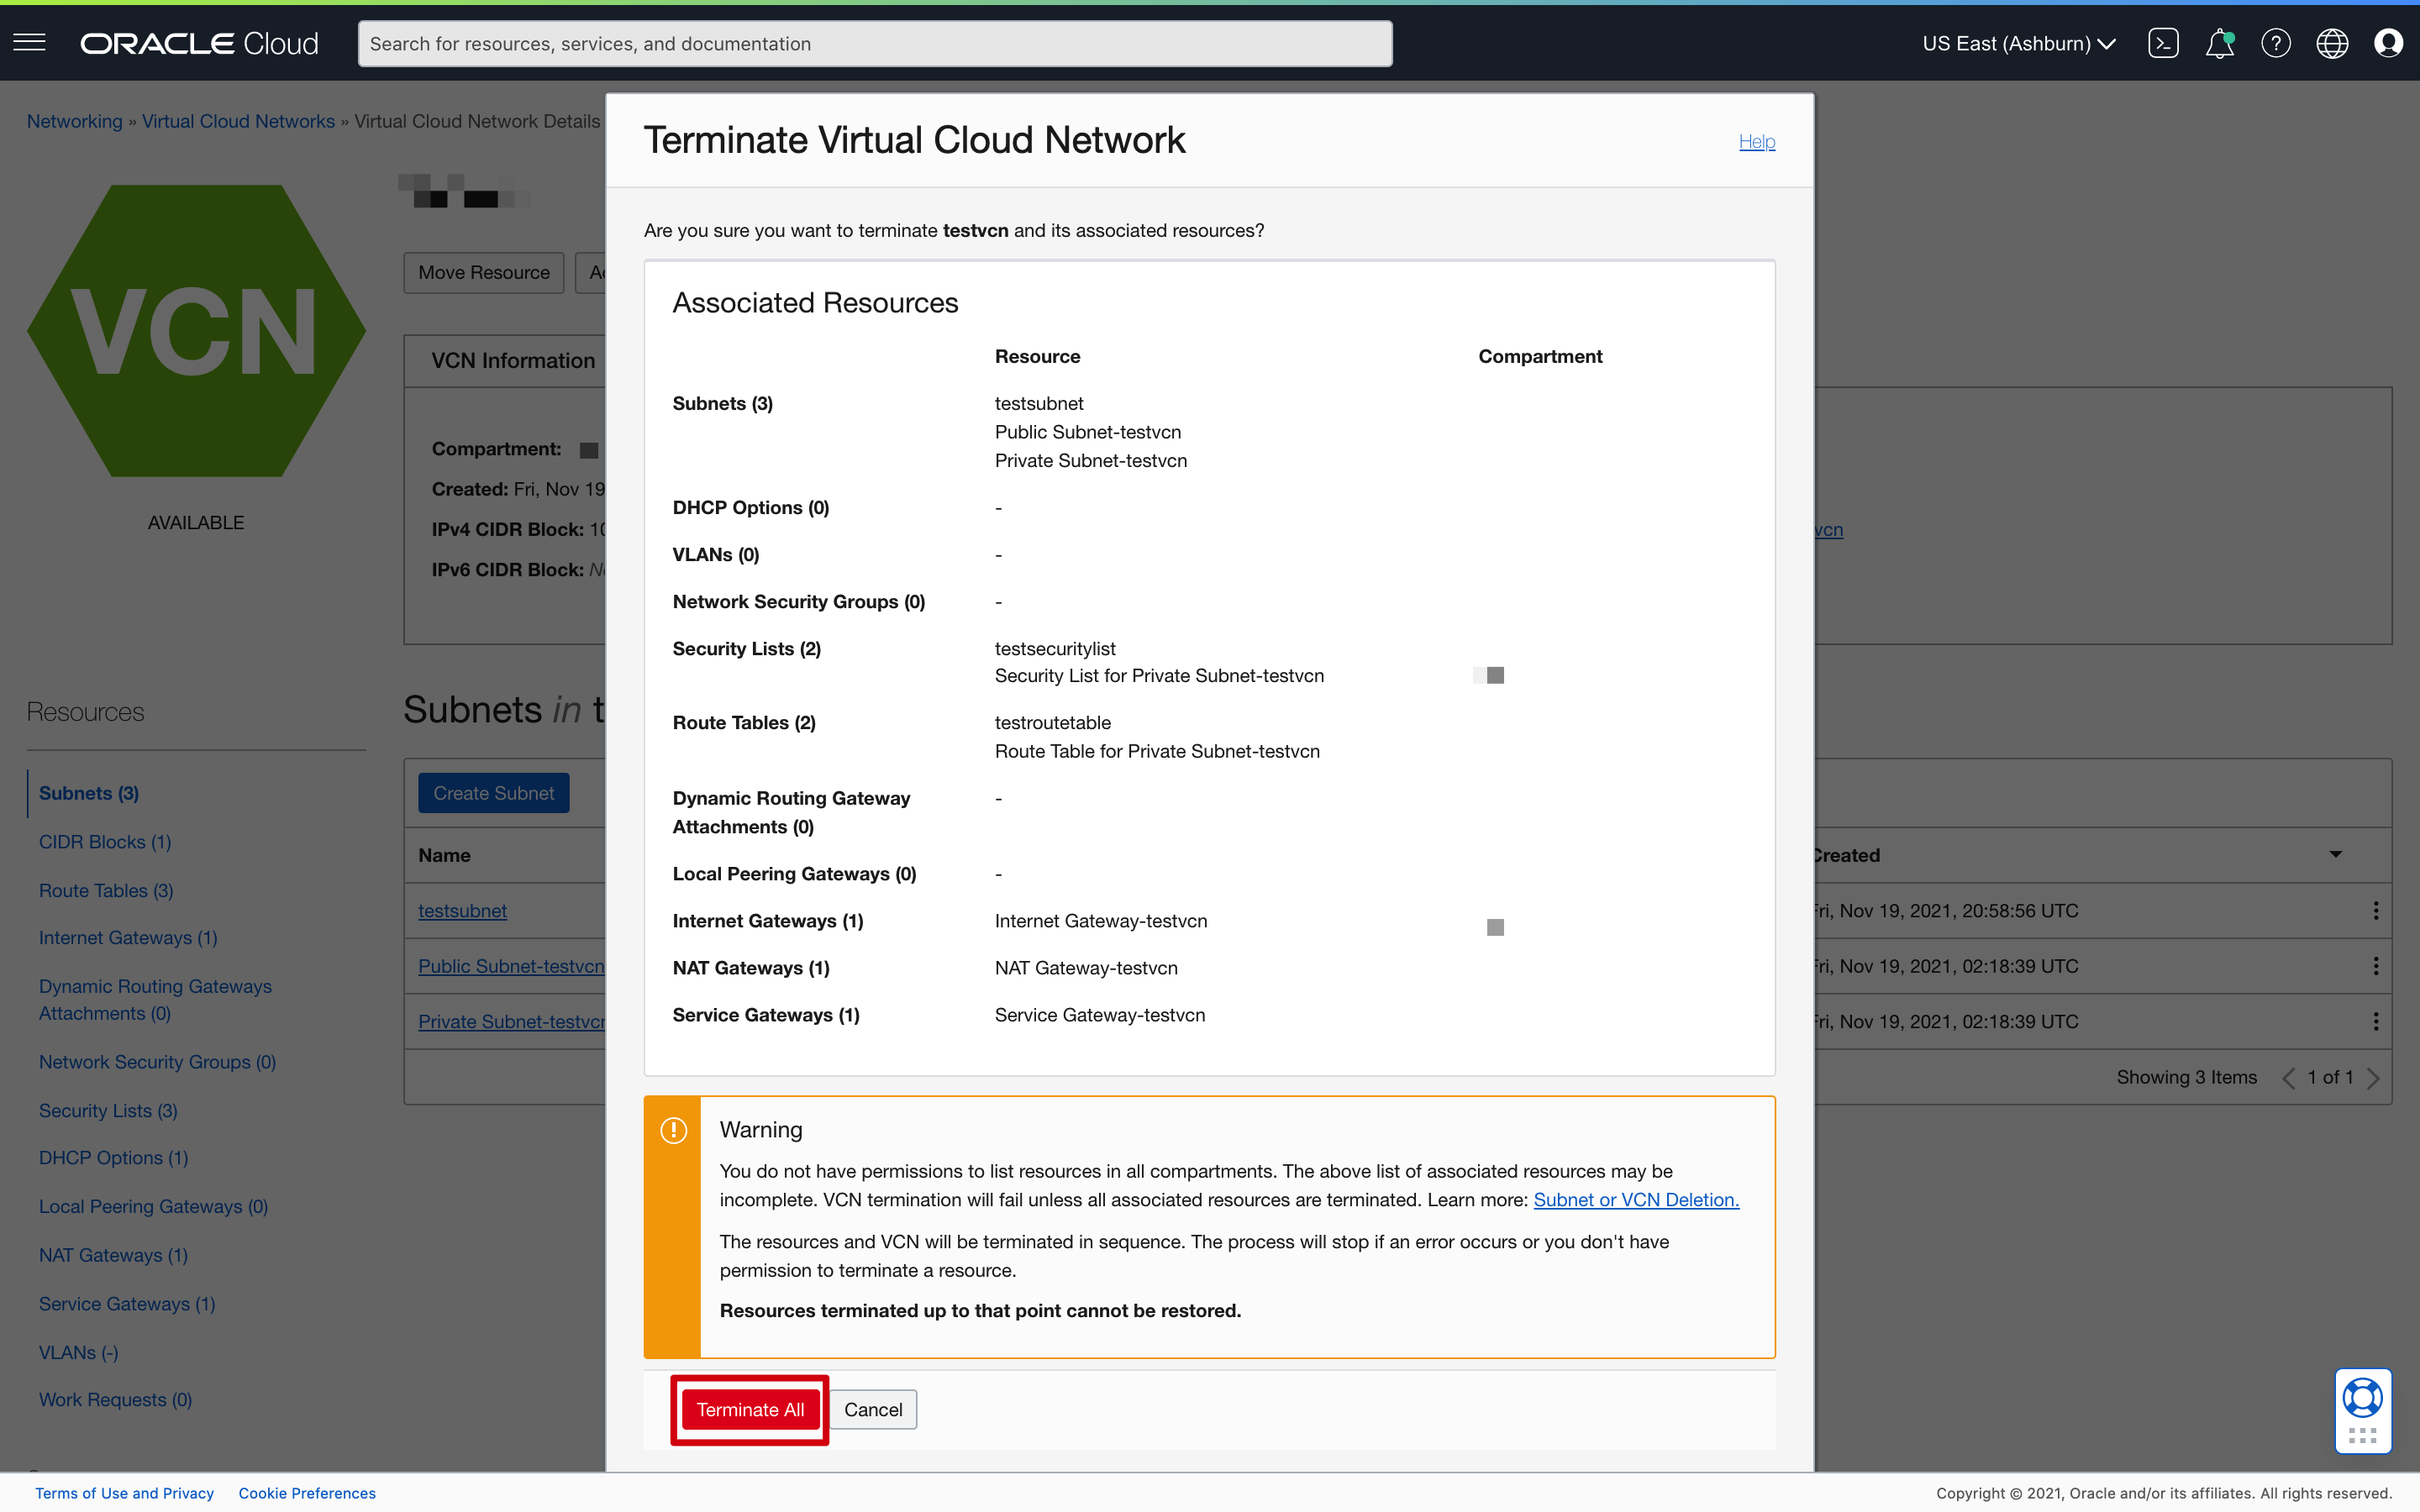 ORACLE Cloud
Search for resources, services, and documentation
US East (Ashburn)
Networking » Virtual Cloud Networks » Virtual Cloud Network Details
VCN
AVAILABLE
Move Resource
VCN Information
Compartment:
Created: Fri, Nov 19
IPv4 CIDR Block: 10
IPv6 CIDR Block:
Resources
Subnets (3)
CIDR Blocks (1)
Route Tables (3)
Internet Gateways (1)
Dynamic Routing Gateways
Attachments (0)
Network Security Groups (0)
Security Lists (3)
DHCP Options (1)
Local Peering Gateways (0)
NAT Gateways (1)
Service Gateways (1)
VLANs (-)
Work Requests (0)
Subnets in t
Create Subnet
Name
testsubnet
Public Subnet-testvcn
Private Subnet-testvcn
Terminate Virtual Cloud Network
Help
Are you sure you want to terminate testvcn and its associated resources?
Associated Resources
Resource Compartment
Subnets (3) testsubnet
Public Subnet-testvcn
Private Subnet-testvcn
DHCP Options (0) -
VLANs (0) -
Network Security Groups (0) -
Security Lists (2) testsecuritylist
Security List for Private Subnet-testvcn
Route Tables (2) testroutetable
Route Table for Private Subnet-testvcn
Dynamic Routing Gateway -
Attachments (0)
Local Peering Gateways (0) -
Internet Gateways (1) Internet Gateway-testvcn
NAT Gateways (1) NAT Gateway-testvcn
Service Gateways (1) Service Gateway-testvcn
Warning
You do not have permissions to list resources in all compartments. The above list of associated resources may be
incomplete. VCN termination will fail unless all associated resources are terminated. Learn more: Subnet or VCN Deletion.
The resources and VCN will be terminated in sequence. The process will stop if an error occurs or you don't have
permission to terminate a resource.
Resources terminated up to that point cannot be restored.
Terminate All
Cancel
vcn
Created
Fri, Nov 19, 2021, 20:58:56 UTC
Fri, Nov 19, 2021, 02:18:39 UTC
Fri, Nov 19, 2021, 02:18:39 UTC
Showing 3 Items < 1 of 1 >
Terms of Use and Privacy Cookie Preferences
Copyright © 2021, Oracle and/or its affiliates. All rights reserved.